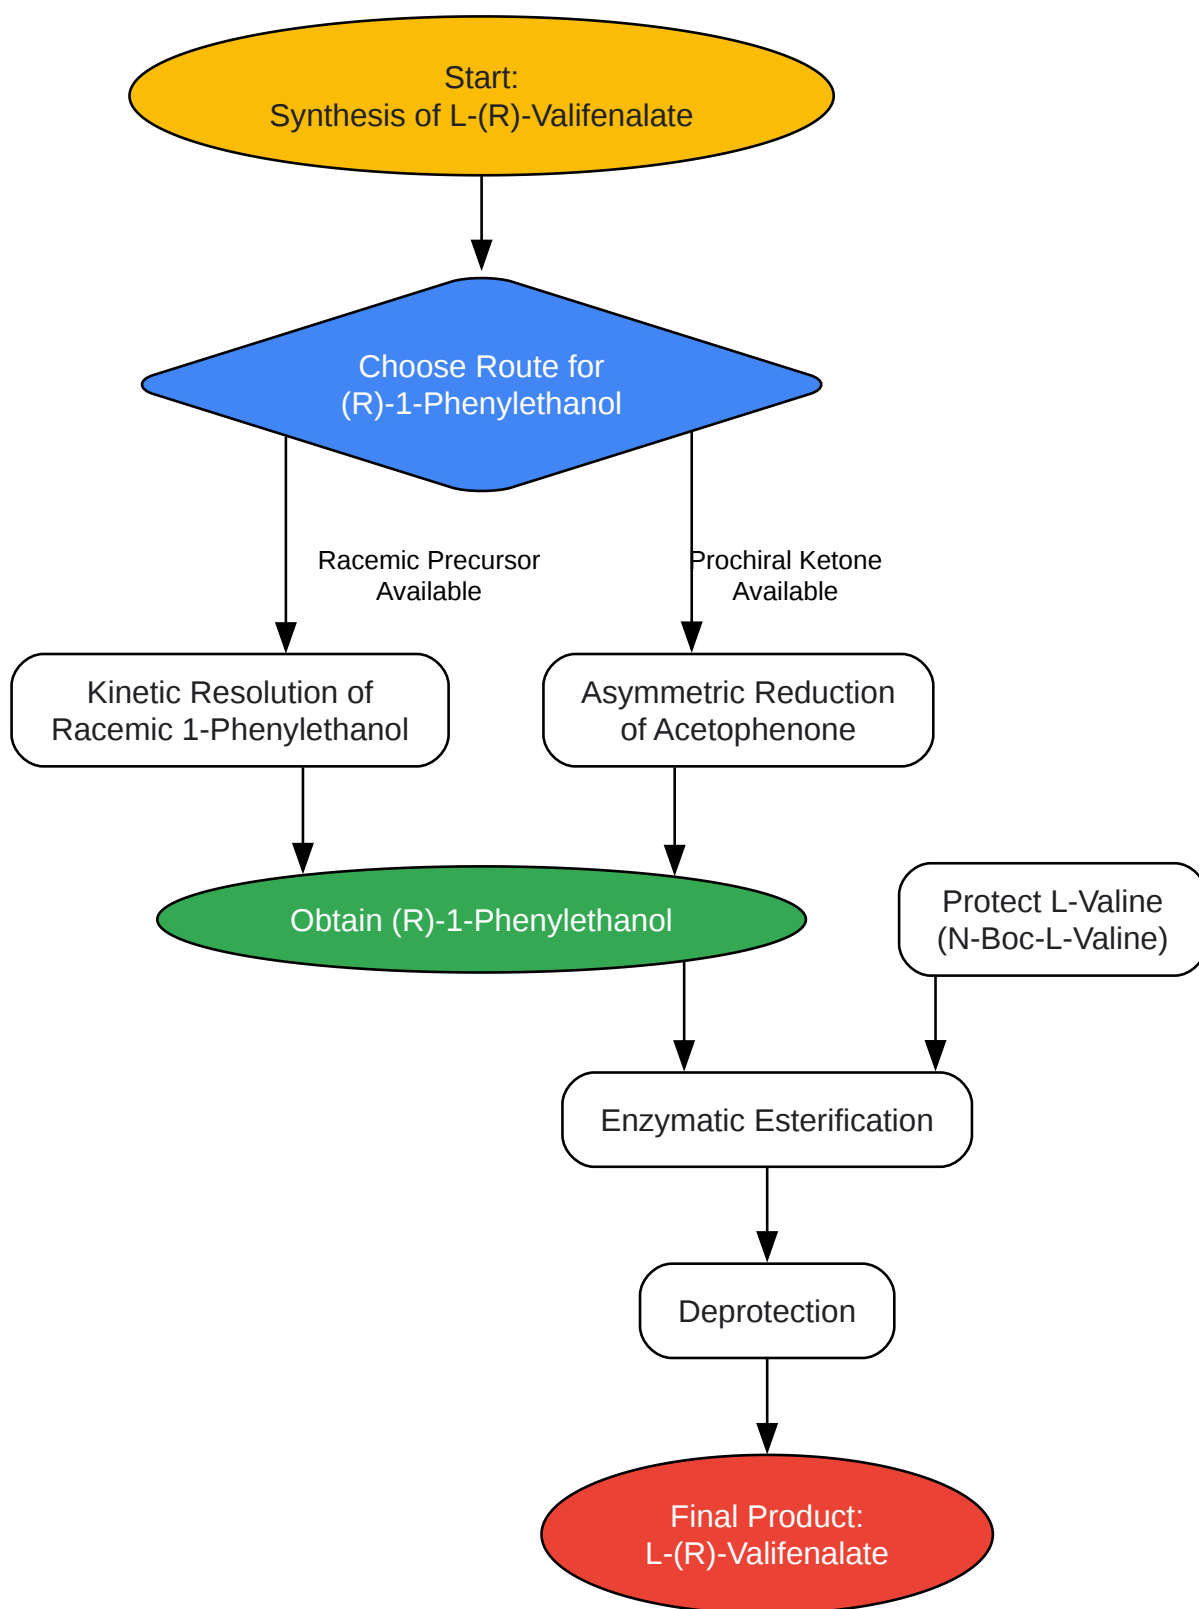 Start:
Synthesis of L-(R)-Valifenalate
Choose Route for
(R)-1-Phenylethanol
Racemic Precursor
Available
Prochiral Ketone
Available
Kinetic Resolution of
Racemic 1-Phenylethanol
Asymmetric Reduction
of Acetophenone
Obtain (R)-1-Phenylethanol
Protect L-Valine
(N-Boc-L-Valine)
Enzymatic Esterification
Deprotection
Final Product:
L-(R)-Valifenalate